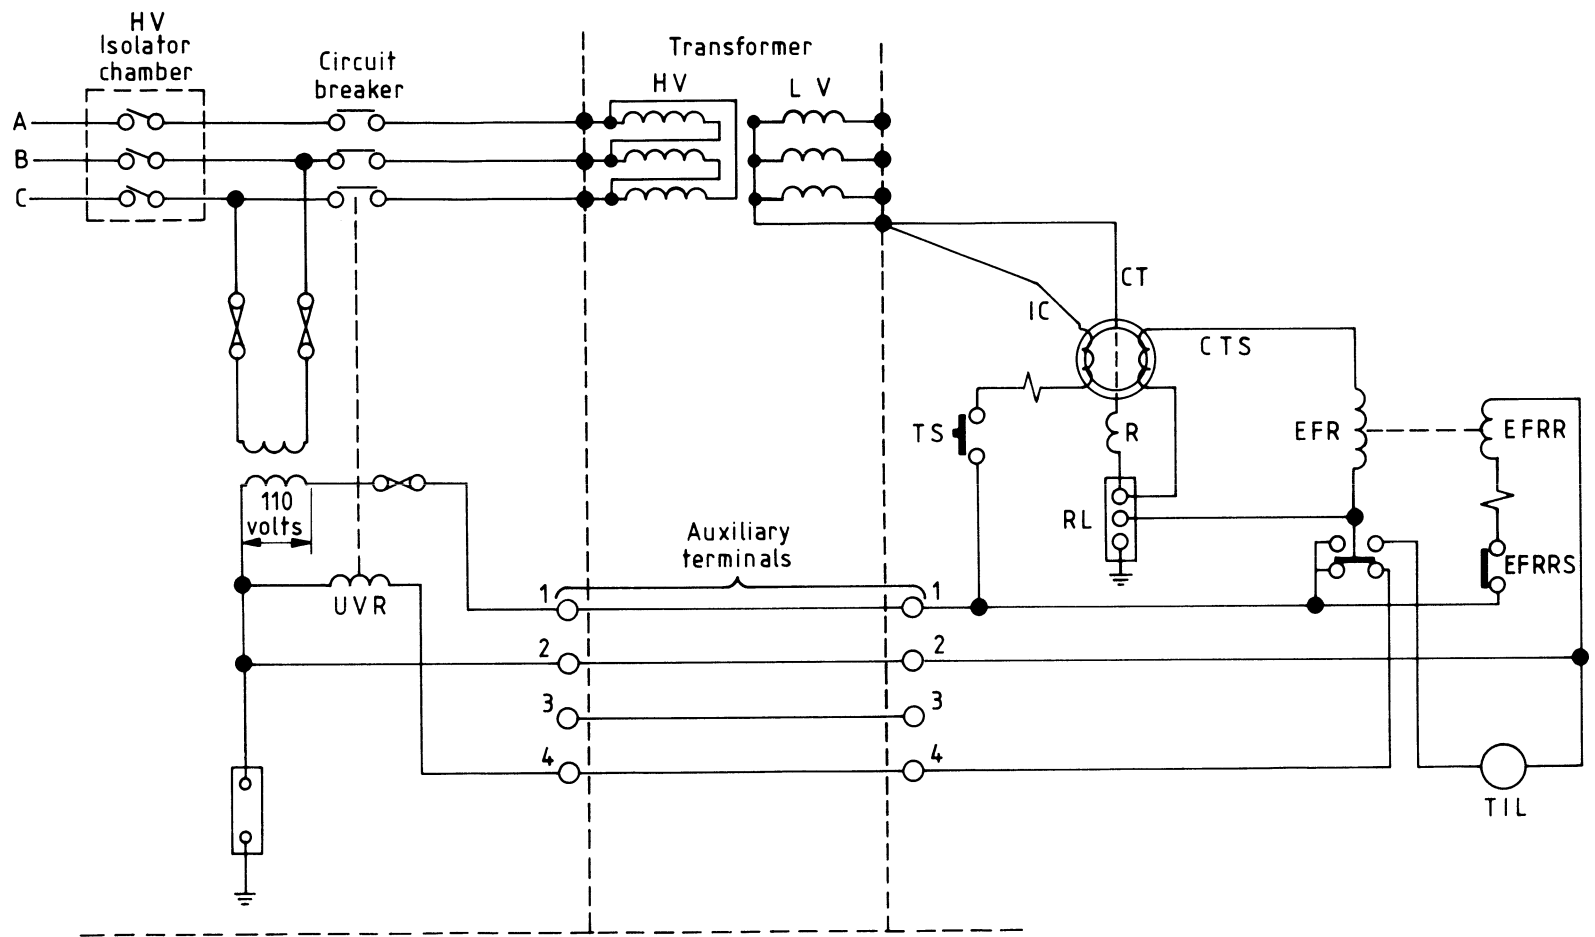 HV
Isolator
chamber
Circuit
breaker
Transformer
HV
L V
A
B
C
CT
IC
CTS
TS
R
EFR
EFRR
110
volts
RL
Auxiliary
terminals
EFRRS
UVR
1
1
2
2
3
3
4
4
TIL